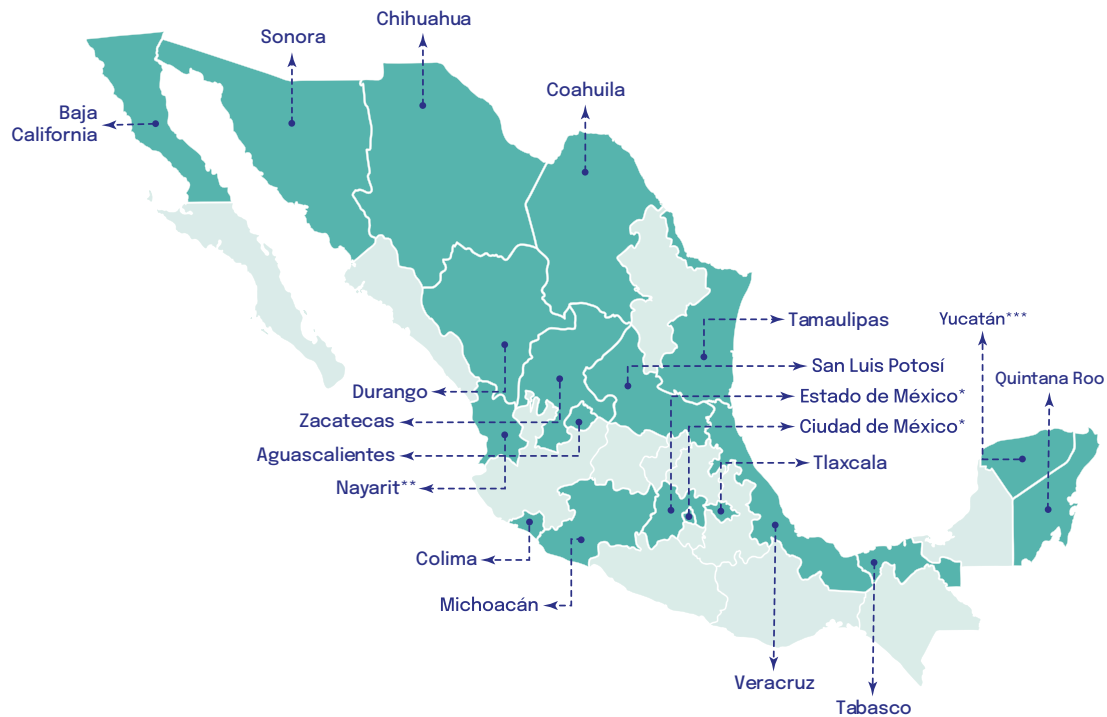 Chihuahua
Sonora
Coahuila
Baja
California
Tamaulipas
Yucatán***
San Luis Potosí
Quintana Roo
Durango
Estado de México*
Zacatecas
Ciudad de México*
Aguascalientes
Tlaxcala
Nayarit**
Colima
Michoacán
Veracruz
Tabasco